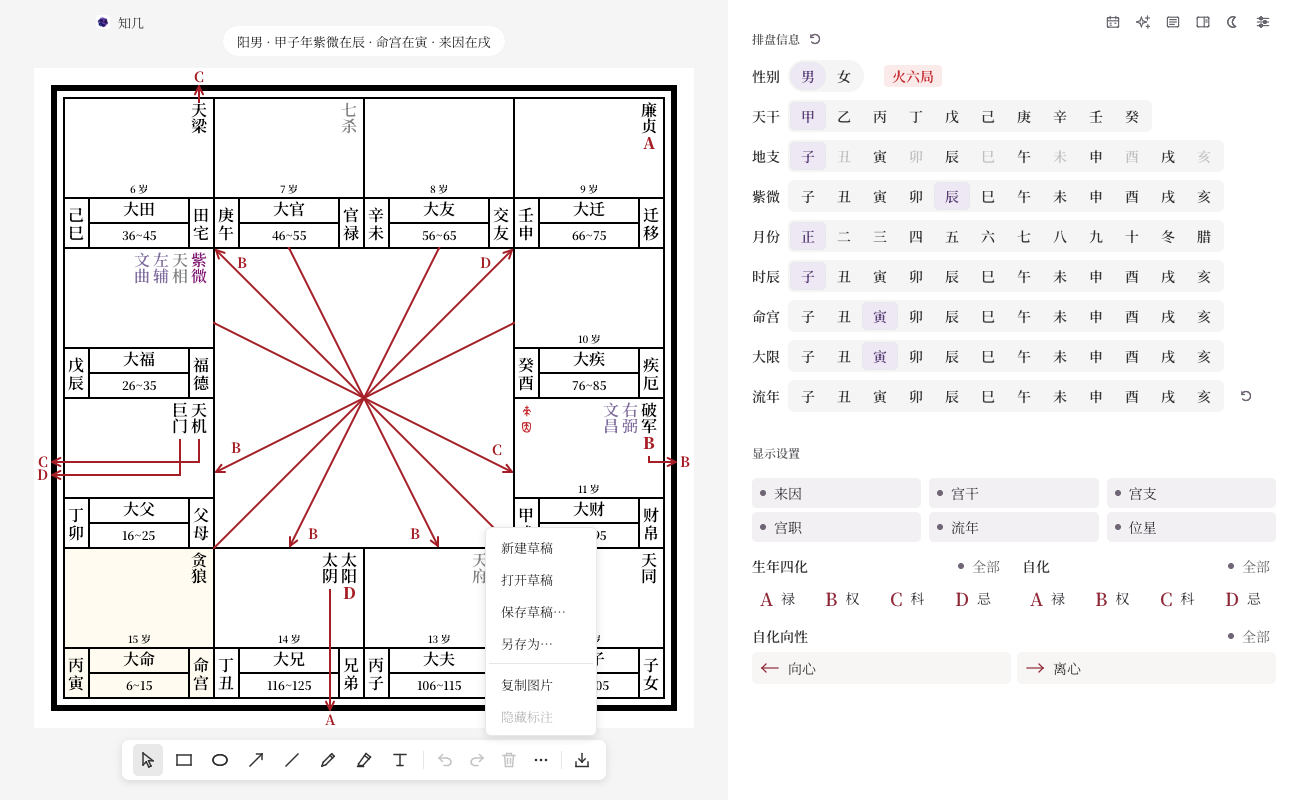 知几
阳男 · 甲子年紫微在辰 · 命宫在寅 · 来因在戌
C
天梁
七杀
廉贞
A
6 岁
7 岁
8 岁
9 岁
己巳
大田
36~45
田宅
庚午
大官
46~55
官禄
辛未
大友
56~65
交友
壬申
大迁
66~75
迁移
文曲
左辅
天相
紫微
B
D
10 岁
戊辰
大福
26~35
福德
癸酉
大疾
76~85
疾厄
巨门
天机
C
D
B
C
文昌
右弼
破军
B
B
11 岁
丁卯
大父
16~25
父母
B
B
甲
大财
95
财帛
贪狼
太阴
太阳
D
天府
天同
15 岁
14 岁
13 岁
岁
丙寅
大命
6~15
命宫
丁丑
大兄
116~125
兄弟
丙子
大夫
106~115
子
05
子女
A
新建草稿
打开草稿
保存草稿…
另存为…
复制图片
隐藏标注
T
排盘信息
性别 男 女 火六局
天干 甲 乙 丙 丁 戊 己 庚 辛 壬 癸
地支 子 丑 寅 卯 辰 巳 午 未 申 酉 戌 亥
紫微 子 丑 寅 卯 辰 巳 午 未 申 酉 戌 亥
月份 正 二 三 四 五 六 七 八 九 十 冬 腊
时辰 子 丑 寅 卯 辰 巳 午 未 申 酉 戌 亥
命宫 子 丑 寅 卯 辰 巳 午 未 申 酉 戌 亥
大限 子 丑 寅 卯 辰 巳 午 未 申 酉 戌 亥
流年 子 丑 寅 卯 辰 巳 午 未 申 酉 戌 亥
显示设置
来因 宫干 宫支
宫职 流年 位星
生年四化 全部 自化 全部
A 禄 B 权 C 科 D 忌 A 禄 B 权 C 科 D 忌
自化向性 全部
向心 离心